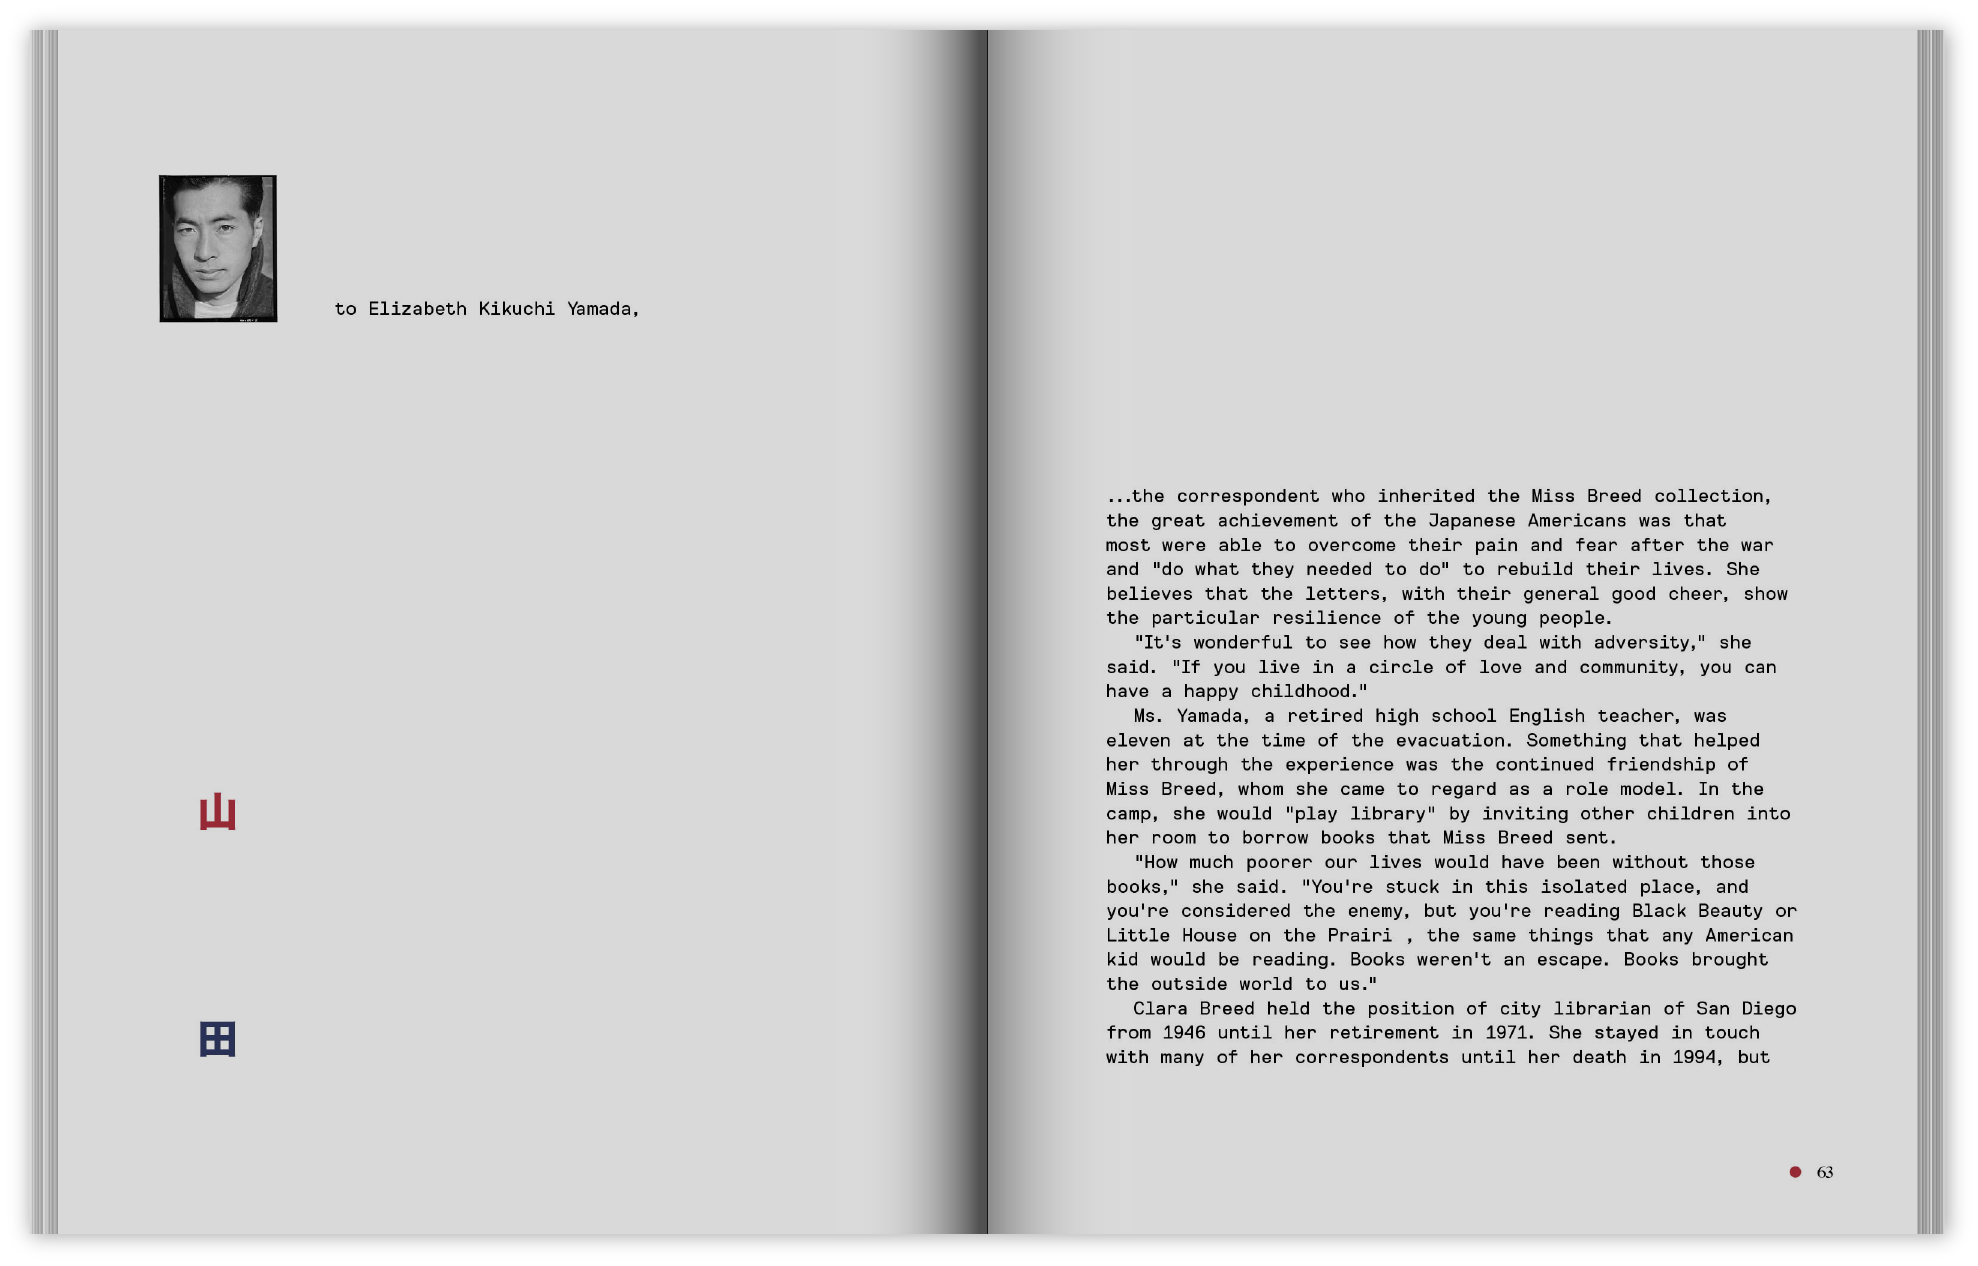 to Elizabeth Kikuchi Yamada,
山
田
...the correspondent who inherited the Miss Breed collection,
the great achievement of the Japanese Americans was that
most were able to overcome their pain and fear after the war
and "do what they needed to do" to rebuild their lives. She
believes that the letters, with their general good cheer, show
the particular resilience of the young people.
"It's wonderful to see how they deal with adversity," she
said. "If you live in a circle of love and community, you can
have a happy childhood."
Ms. Yamada, a retired high school English teacher, was
eleven at the time of the evacuation. Something that helped
her through the experience was the continued friendship of
Miss Breed, whom she came to regard as a role model. In the
camp, she would "play library" by inviting other children into
her room to borrow books that Miss Breed sent.
"How much poorer our lives would have been without those
books," she said. "You're stuck in this isolated place, and
you're considered the enemy, but you're reading Black Beauty or
Little House on the Prairi , the same things that any American
kid would be reading. Books weren't an escape. Books brought
the outside world to us."
Clara Breed held the position of city librarian of San Diego
from 1946 until her retirement in 1971. She stayed in touch
with many of her correspondents until her death in 1994, but
63